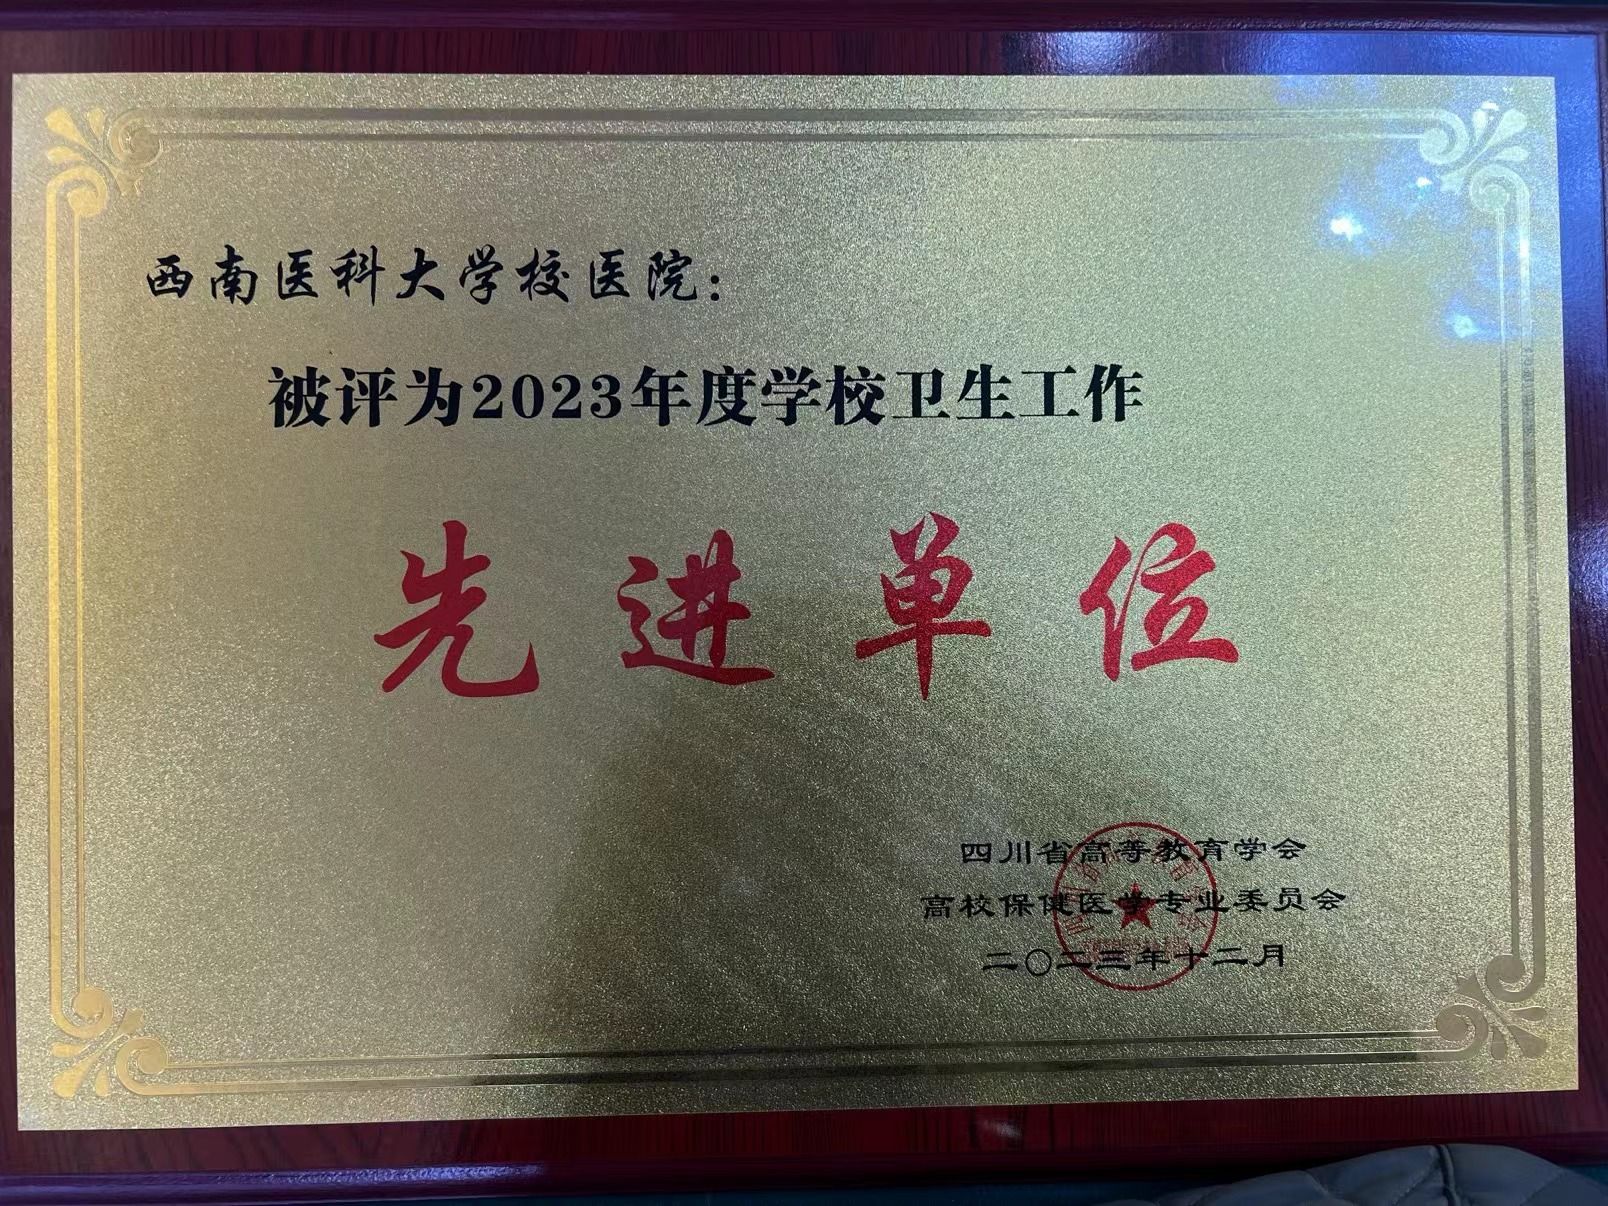 西南医科大学校医院：
被评为2023年度学校卫生工作
先进单位
四川省高等教育学会
高校保健医学专业委员会
二〇二三年十二月